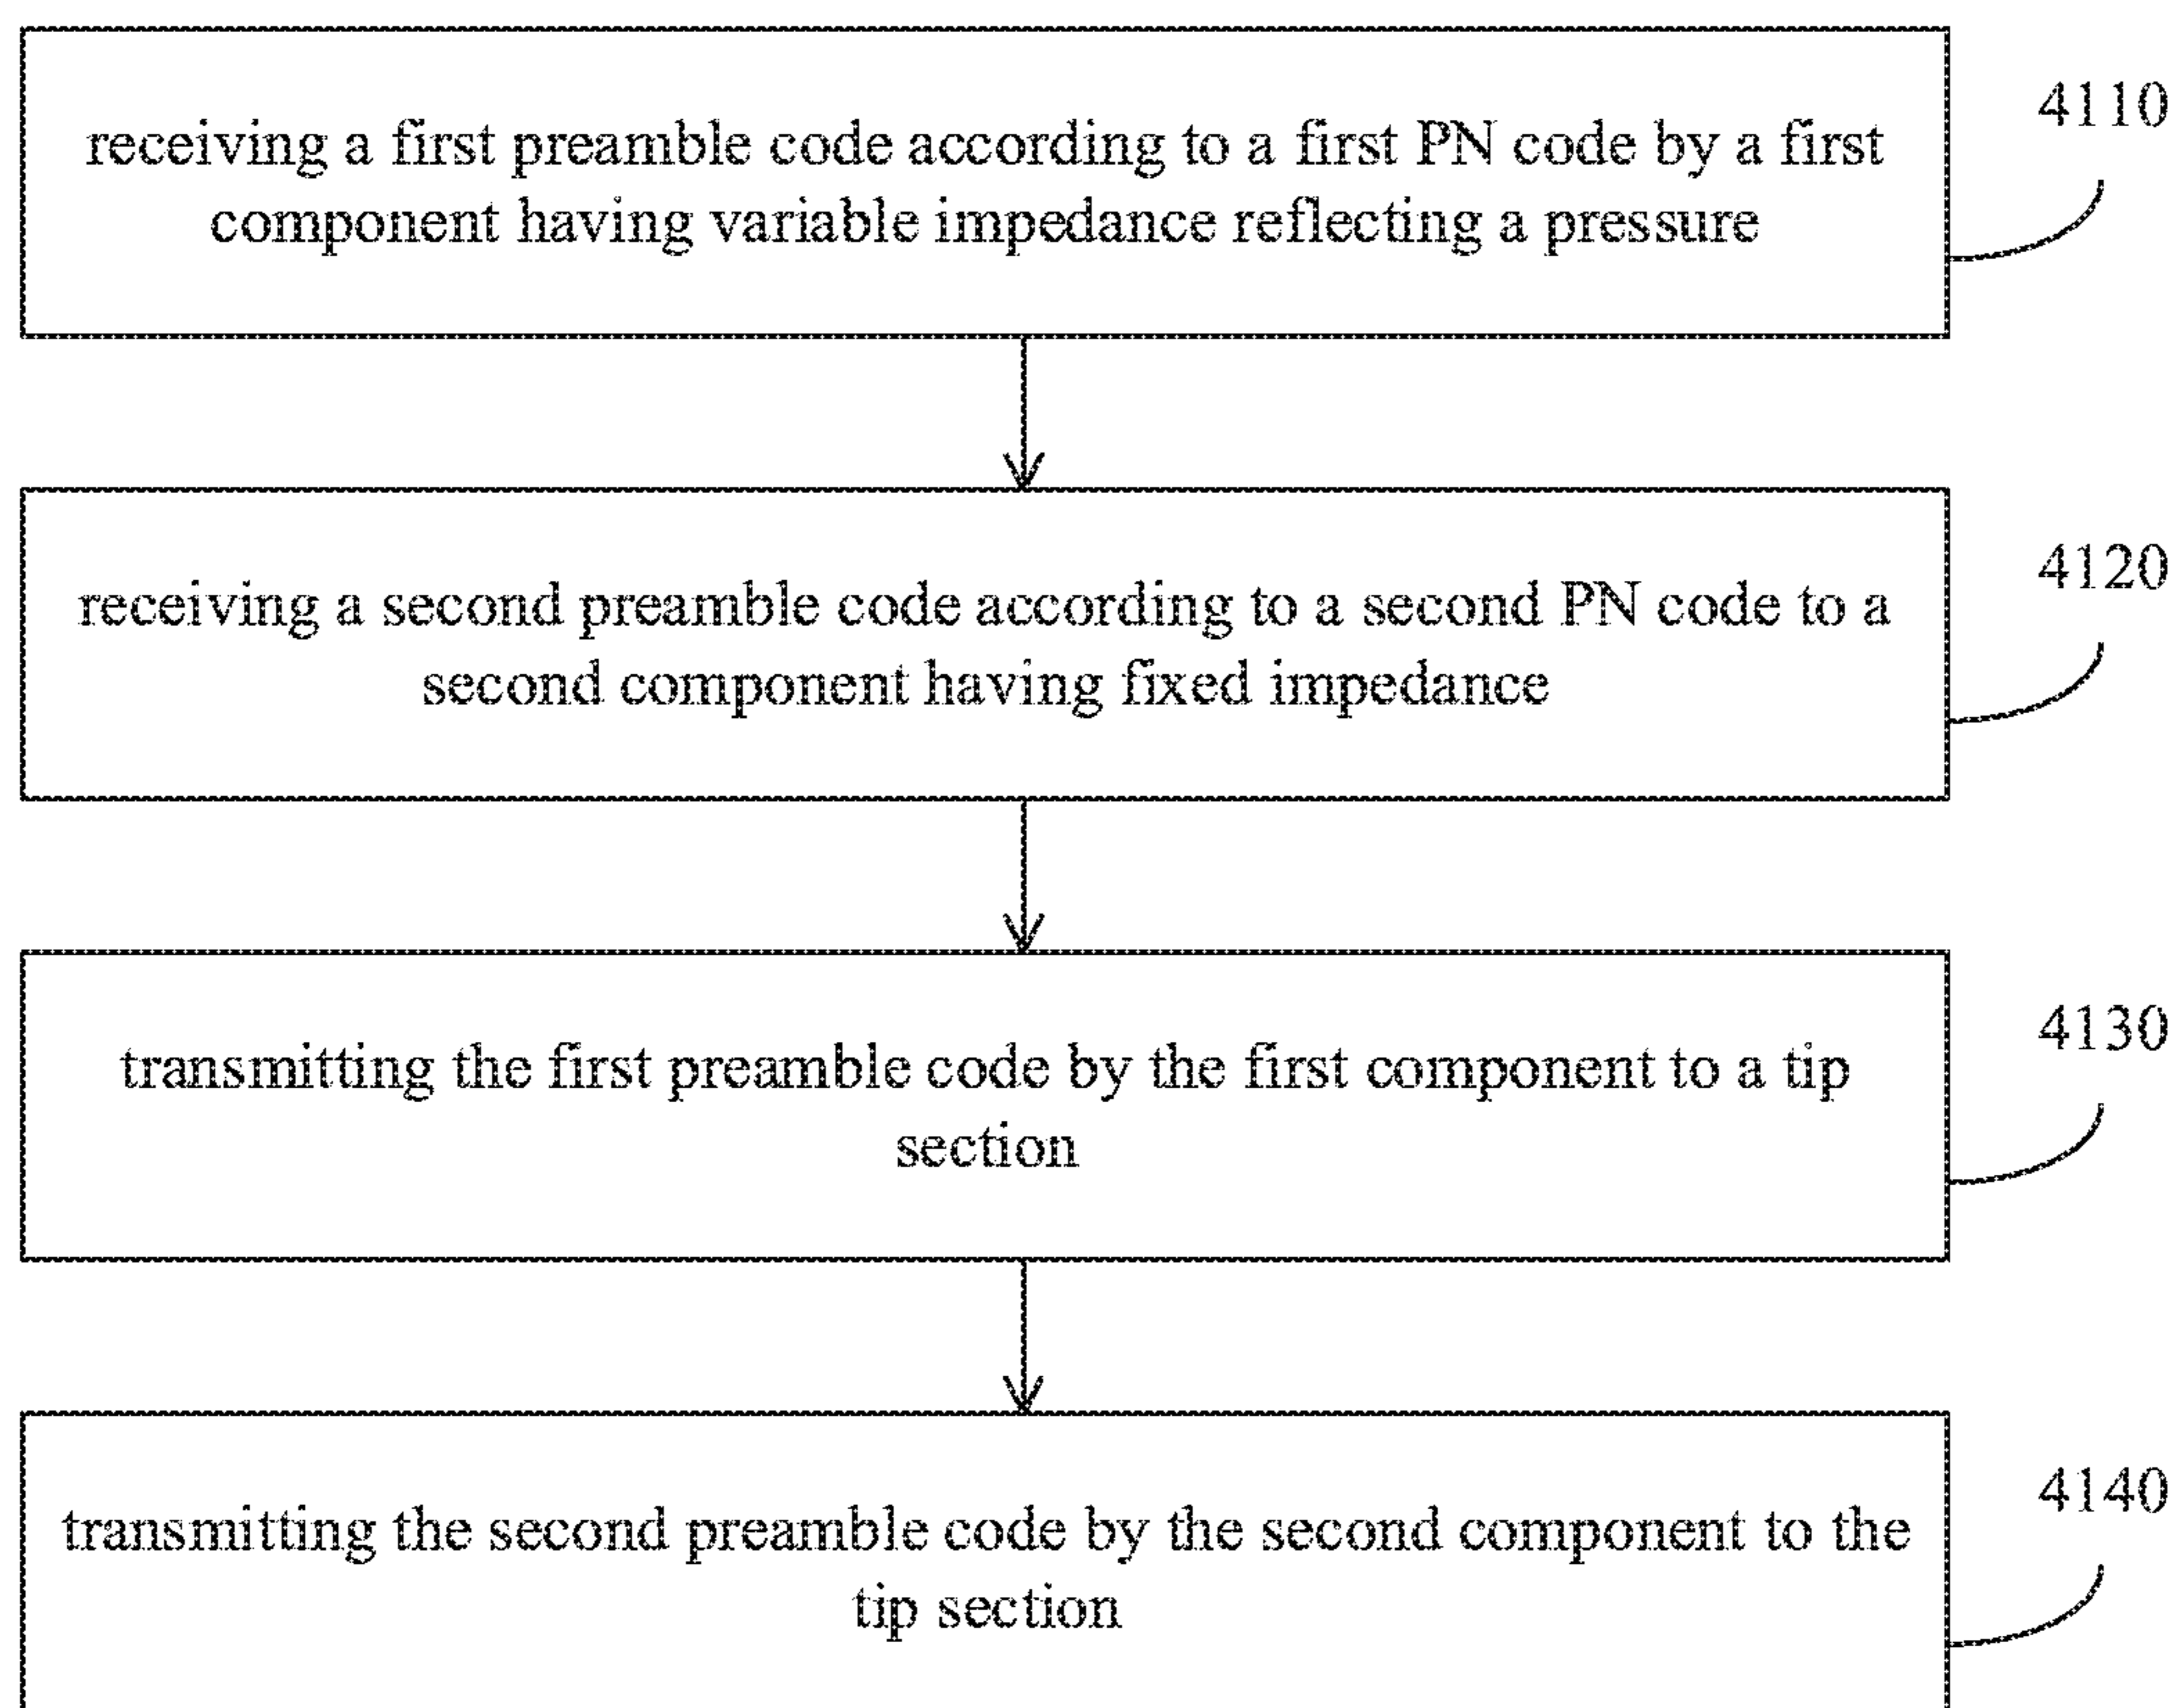 receiving a first preamble code according to a first PN code by a first
component having variable impedance reflecting a pressure
4110
receiving a second preamble code according to a second PN code to a
second component having fixed impedance
4120
transmitting the first preamble code by the first component to a tip
section
4130
transmitting the second preamble code by the second component to the
tip section
4140